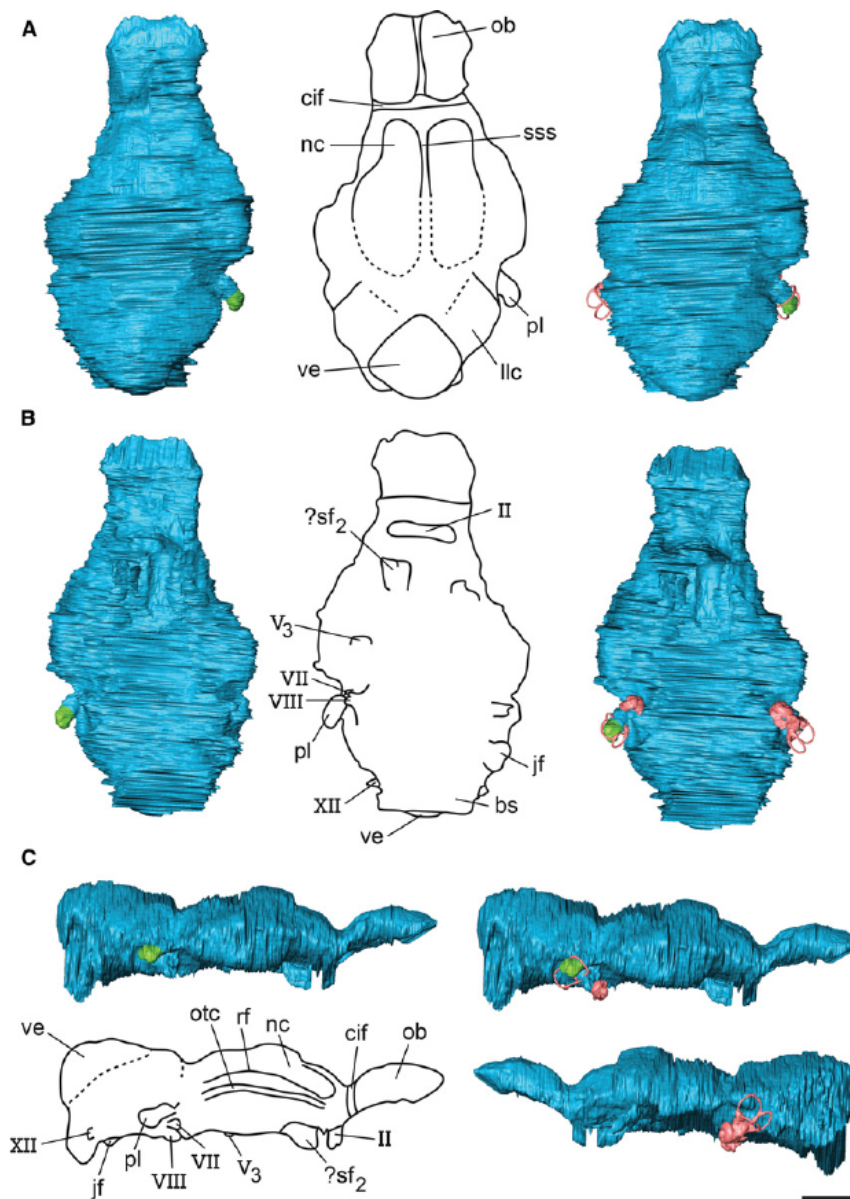 A
ob
cif
nc
sss
pl
ve
llc
B
II
?sf2
V3
VII
VIII
pl
jf
XII
bs
ve
C
ve
otc
rf
nc
cif
ob
XII
pl
VII
II
jf
VIII
V3
?sf2